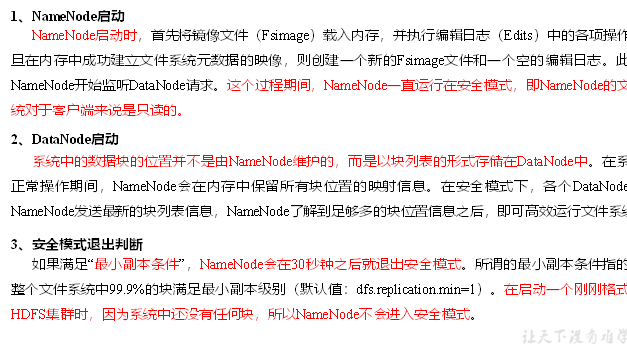 1、NameNode启动
NameNode启动时，首先将镜像文件（Fsimage）载入内存，并执行编辑日志（Edits）中的各项操作
且在内存中成功建立文件系统元数据的映像，则创建一个新的Fsimage文件和一个空的编辑日志。此
NameNode开始监听DataNode请求。这个过程期间，NameNode一直运行在安全模式，即NameNode的文
统对于客户端来说是只读的。
2、DataNode启动
系统中的数据块的位置并不是由NameNode维护的，而是以块列表的形式存储在DataNode中。在系
正常操作期间，NameNode会在内存中保留所有块位置的映射信息。在安全模式下，各个DataNode
NameNode发送最新的块列表信息，NameNode了解到足够多的块位置信息之后，即可高效运行文件系统
3、安全模式退出判断
如果满足“最小副本条件”，NameNode会在30秒钟之后就退出安全模式。所谓的最小副本条件指的
整个文件系统中99.9%的块满足最小副本级别（默认值：dfs.replication.min=1）。在启动一个刚刚格式
HDFS集群时，因为系统中还没有任何块，所以NameNode不会进入安全模式。
让天下没有难学